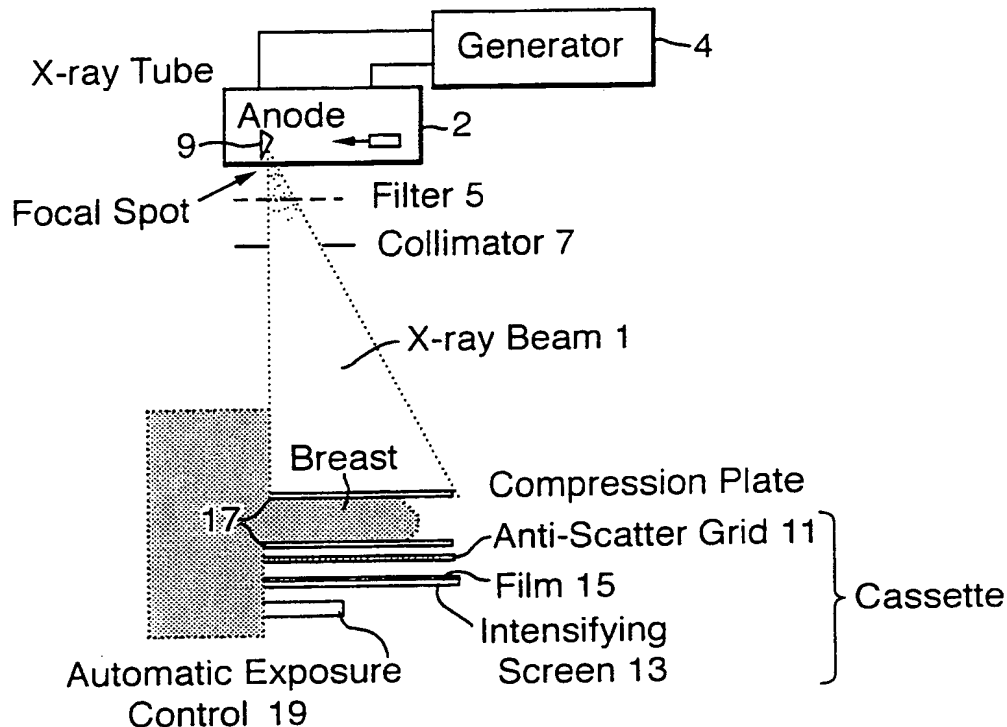 Generator
4
X-ray Tube
Anode
2
9
Focal Spot
Filter 5
Collimator 7
X-ray Beam 1
Breast
Compression Plate
17
Anti-Scatter Grid 11
Film 15
Cassette
Intensifying
Screen 13
Automatic Exposure
Control 19